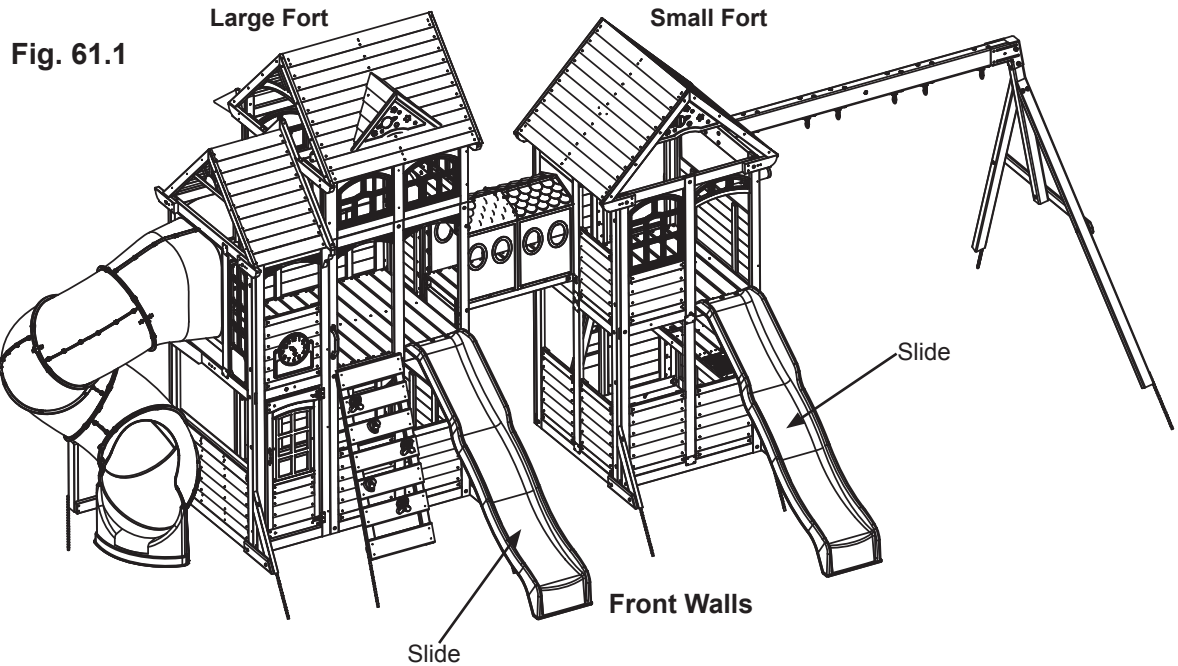 Large Fort
Small Fort
Fig. 61.1
Slide
Front Walls
Slide